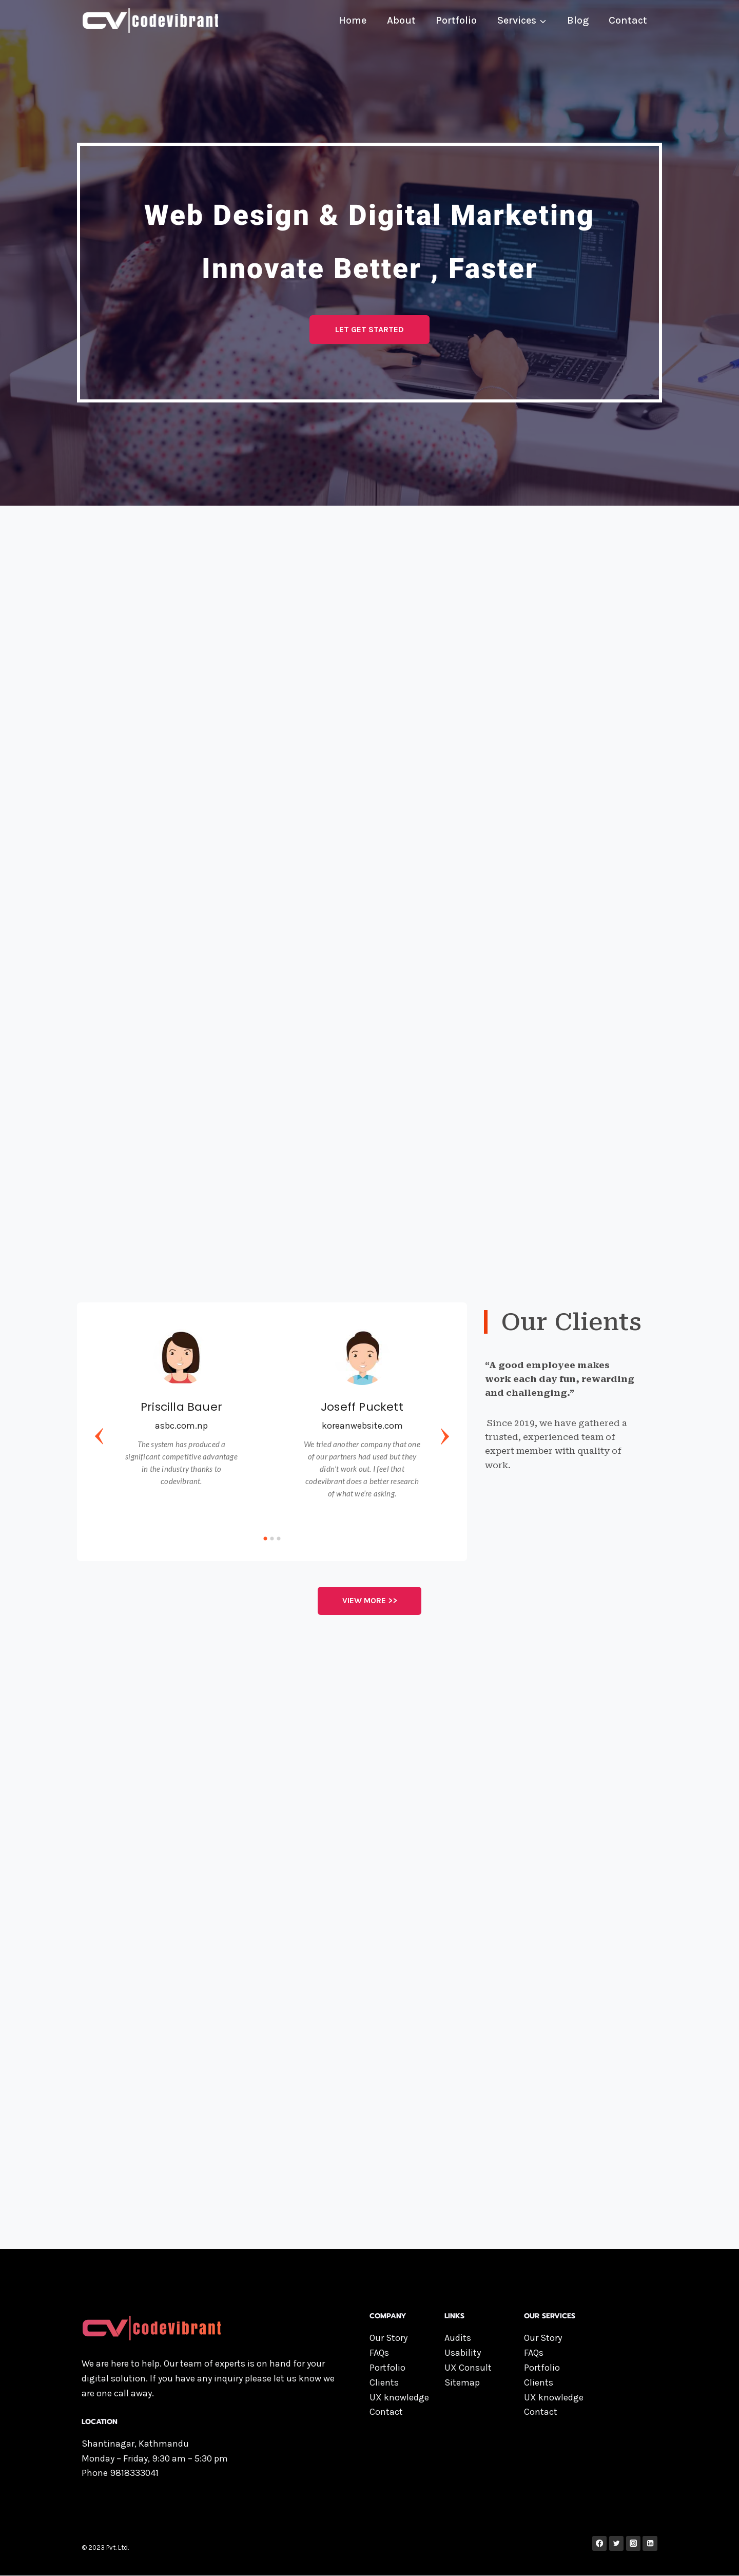 CV codevibrant
Home About Portfolio Services Blog Contact
Web Design & Digital Marketing
Innovate Better , Faster
LET GET STARTED
Priscilla Bauer
asbc.com.np
The system has produced a
significant competitive advantage
in the industry thanks to
codevibrant.
Joseff Puckett
koreanwebsite.com
We tried another company that one
of our partners had used but they
didn't work out. I feel that
codevibrant does a better research
of what we're asking.
Our Clients
“A good employee makes
work each day fun, rewarding
and challenging.”
Since 2019, we have gathered a
trusted, experienced team of
expert member with quality of
work.
VIEW MORE >>
CV codevibrant
We are here to help. Our team of experts is on hand for your
digital solution. If you have any inquiry please let us know we
are one call away.
LOCATION
Shantinagar, Kathmandu
Monday – Friday, 9:30 am – 5:30 pm
Phone 9818333041
COMPANY
Our Story
FAQs
Portfolio
Clients
UX knowledge
Contact
LINKS
Audits
Usability
UX Consult
Sitemap
OUR SERVICES
Our Story
FAQs
Portfolio
Clients
UX knowledge
Contact
© 2023 Pvt. Ltd.